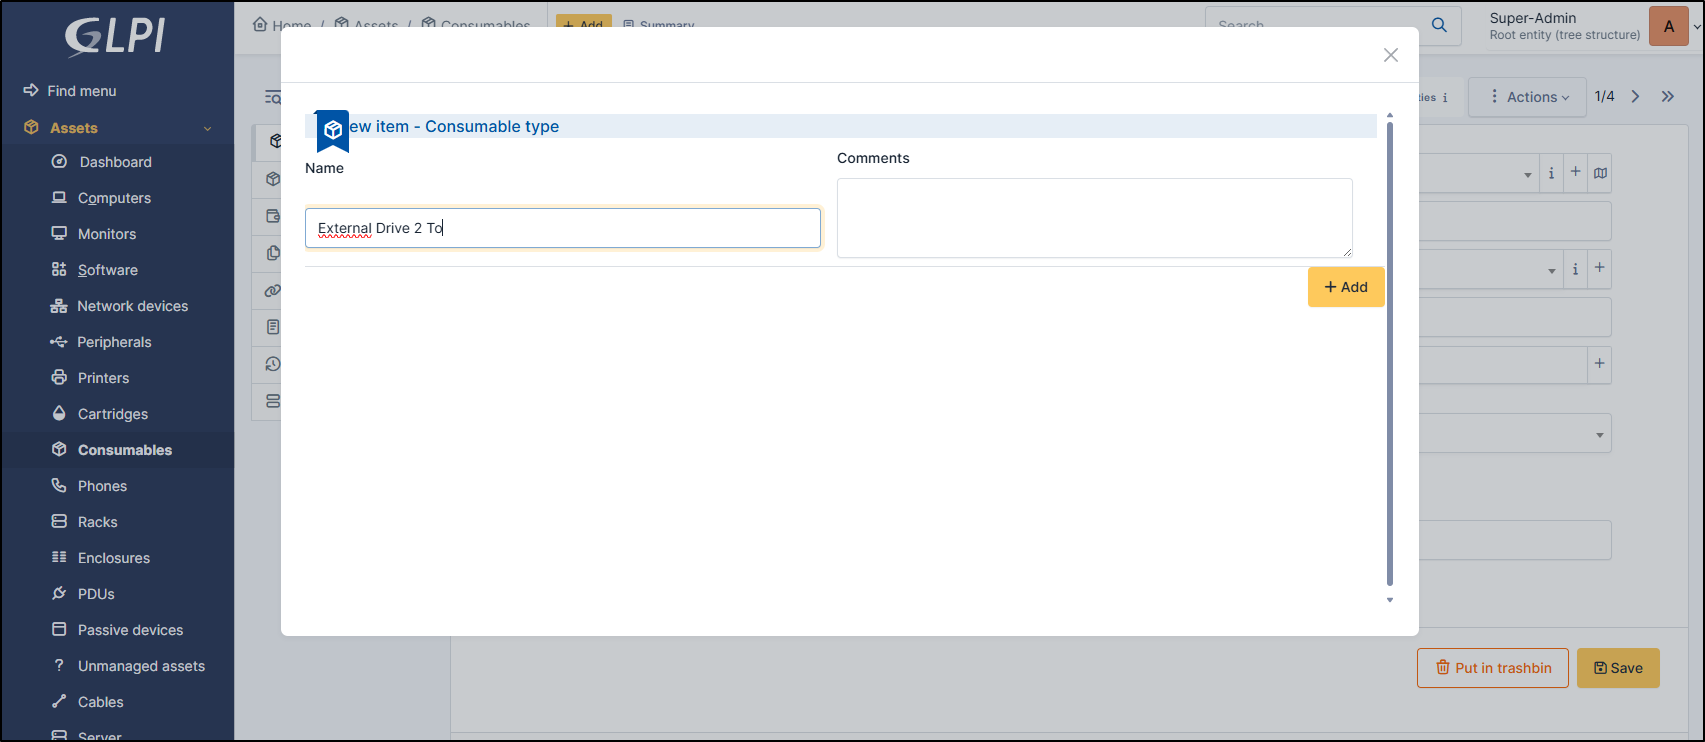 GLPI
Home / Assets / Consumables
+ Add
Summary
Search
Super-Admin
Root entity (tree structure)
A
Find menu
Assets
Dashboard
Computers
Monitors
Software
Network devices
Peripherals
Printers
Cartridges
Consumables
Phones
Racks
Enclosures
PDUs
Passive devices
? Unmanaged assets
Cables
Server
Actions
1/4
ew item - Consumable type
Name
Comments
External Drive 2 To
+ Add
Put in trashbin
Save